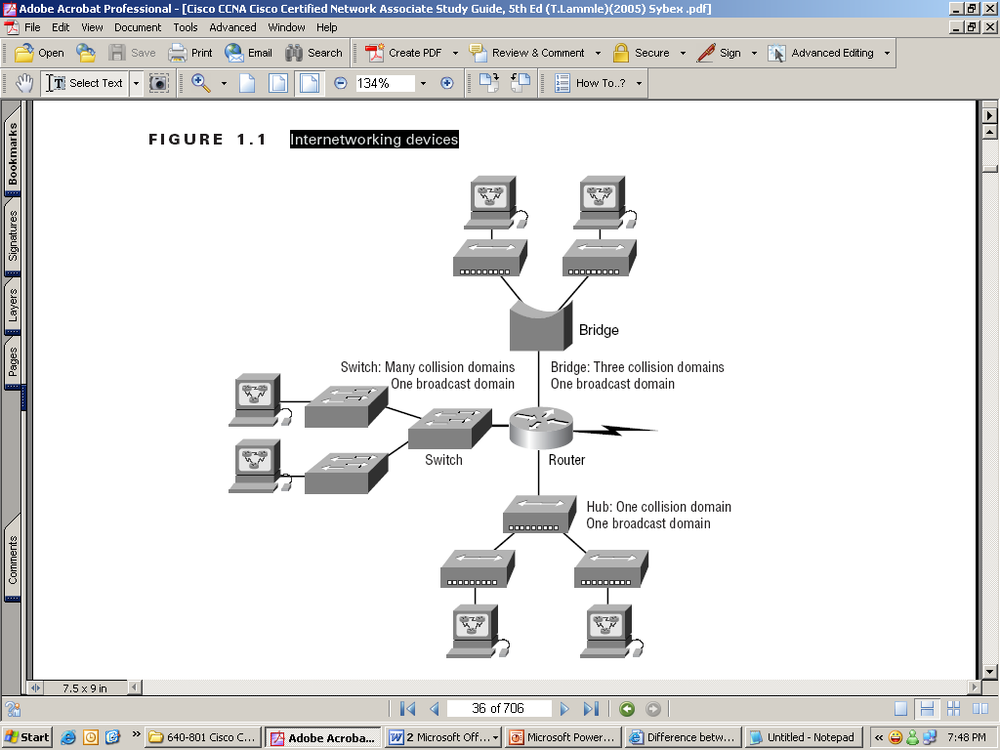 Adobe Acrobat Professional - [Cisco CCNA Cisco Certified Network Associate Study Guide, 5th Ed (T.Lammle)(2005) Sybex .pdf]
File Edit View Document Tools Advanced Window Help
Open Save Print Email Search Create PDF Review & Comment Secure Sign Advanced Editing
Select Text 134% How To..?
Bookmarks
Signatures
Layers
Pages
Comments
FIGURE 1.1 Internetworking devices
Bridge
Switch: Many collision domains
One broadcast domain
Bridge: Three collision domains
One broadcast domain
Switch
Router
Hub: One collision domain
One broadcast domain
7.5 x 9 in
36 of 706
Start » 640-801 Cisco C... Adobe Acroba... 2 Microsoft Off... Microsoft Power... Difference betw... Untitled - Notepad « 7:48 PM